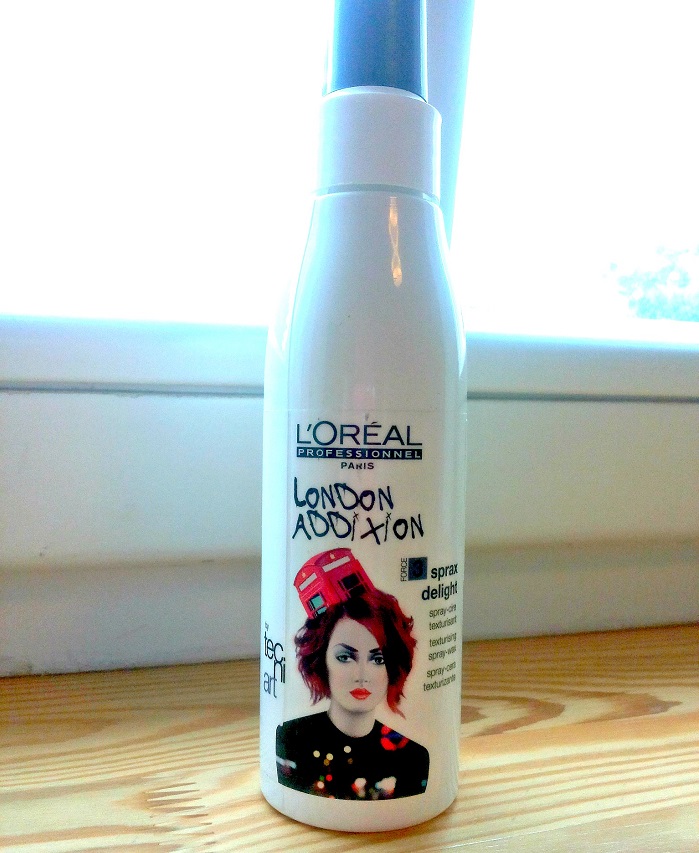 L'ORÉAL
PROFESSIONNEL
PARIS
LONDON
ADDIXION
FORCE 3 sprax
delight
spray-cire
texturisant
texturising
spray-wax
spray-cera
texturizante
by
tec
ni
art